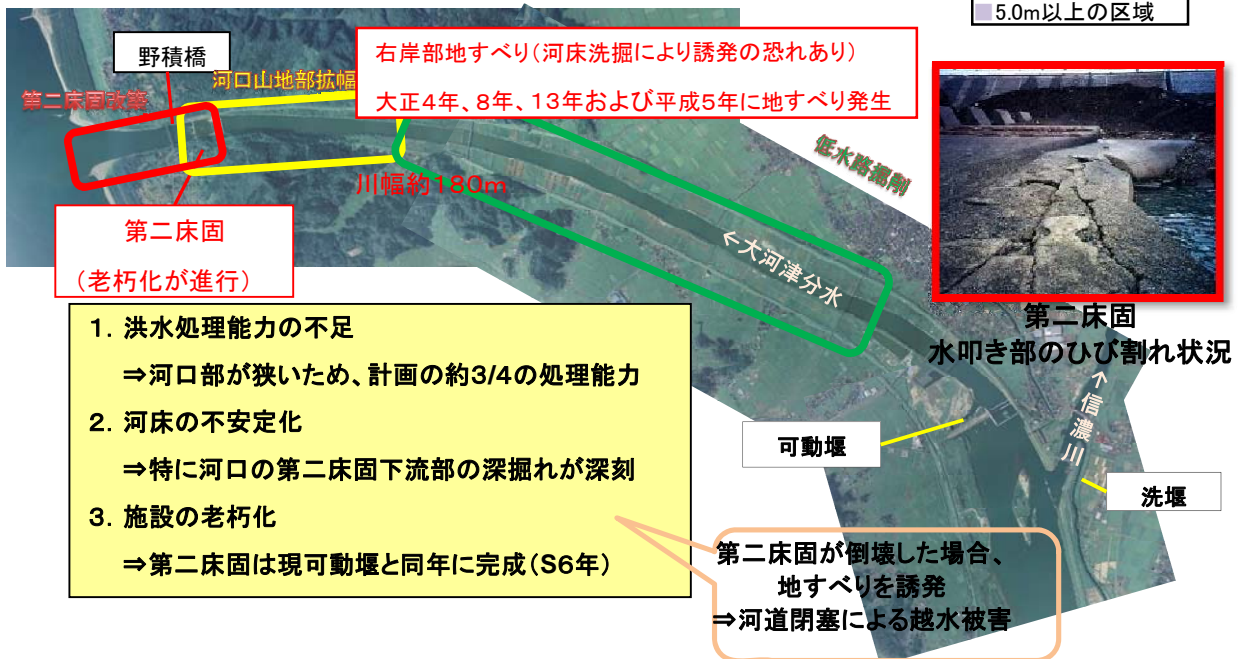 5.0m以上の区域
野積橋
右岸部地すべり(河床洗掘により誘発の恐れあり)
大正4年、8年、13年および平成5年に地すべり発生
第二床固改築
河口山地部拡幅
川幅約180m
低水路掘削
第二床固
(老朽化が進行)
←大河津分水
第二床固
水叩き部のひび割れ状況
1. 洪水処理能力の不足
⇒河口部が狭いため、計画の約3/4の処理能力
2. 河床の不安定化
⇒特に河口の第二床固下流部の深掘れが深刻
3. 施設の老朽化
⇒第二床固は現可動堰と同年に完成(S6年)
←信濃川
可動堰
洗堰
第二床固が倒壊した場合、
地すべりを誘発
⇒河道閉塞による越水被害